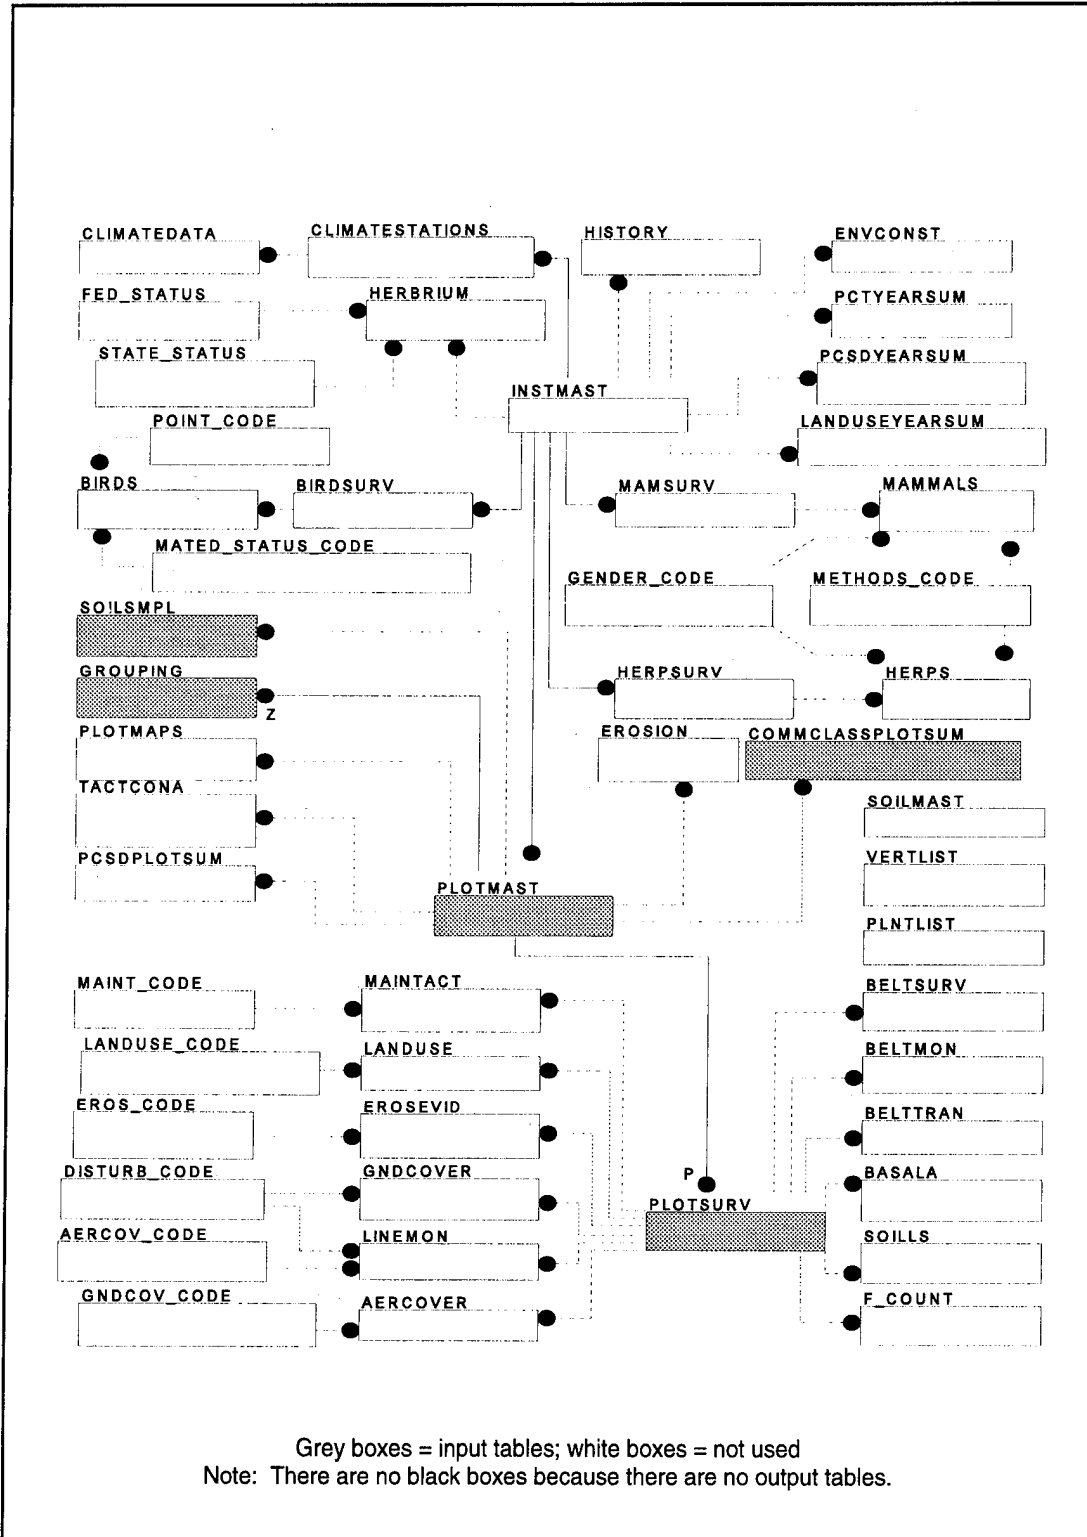 CLIMATEDATA
CLIMATESTATIONS
HISTORY
ENVCONST
FED_STATUS
HERBRIUM
PCTYEARSUM
STATE_STATUS
PCSDYEARSUM
INSTMAST
POINT_CODE
LANDUSEYEARSUM
BIRDS
BIRDSURV
MAMSURV
MAMMALS
MATED_STATUS_CODE
GENDER_CODE
METHODS_CODE
SOILSMPL
GROUPING
Z
HERPSURV
HERPS
PLOTMAPS
EROSION
COMMCLASSPLOTSUM
TACTCONA
SOILMAST
PCSDPLOTSUM
VERTLIST
PLOTMAST
PLNTLIST
MAINT_CODE
MAINTACT
BELTSURV
LANDUSE_CODE
LANDUSE
BELTMON
EROS_CODE
EROSEVID
BELTTRAN
DISTURB_CODE
GNDCOVER
P
BASALA
PLOTSURV
AERCOV_CODE
LINEMON
SOILLS
GNDCOV_CODE
AERCOVER
F_COUNT
Grey boxes = input tables; white boxes = not used
Note: There are no black boxes because there are no output tables.